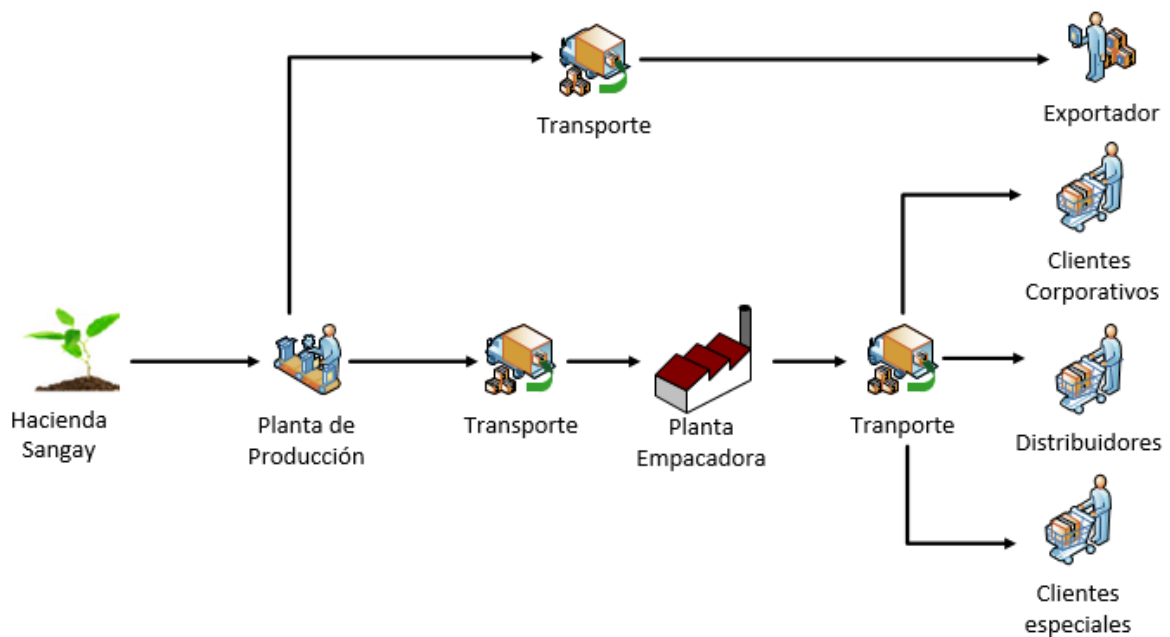 Transporte
Exportador
Clientes
Corporativos
Hacienda
Sangay
Planta de
Producción
Transporte
Planta
Empacadora
Tranporte
Distribuidores
Clientes
especiales